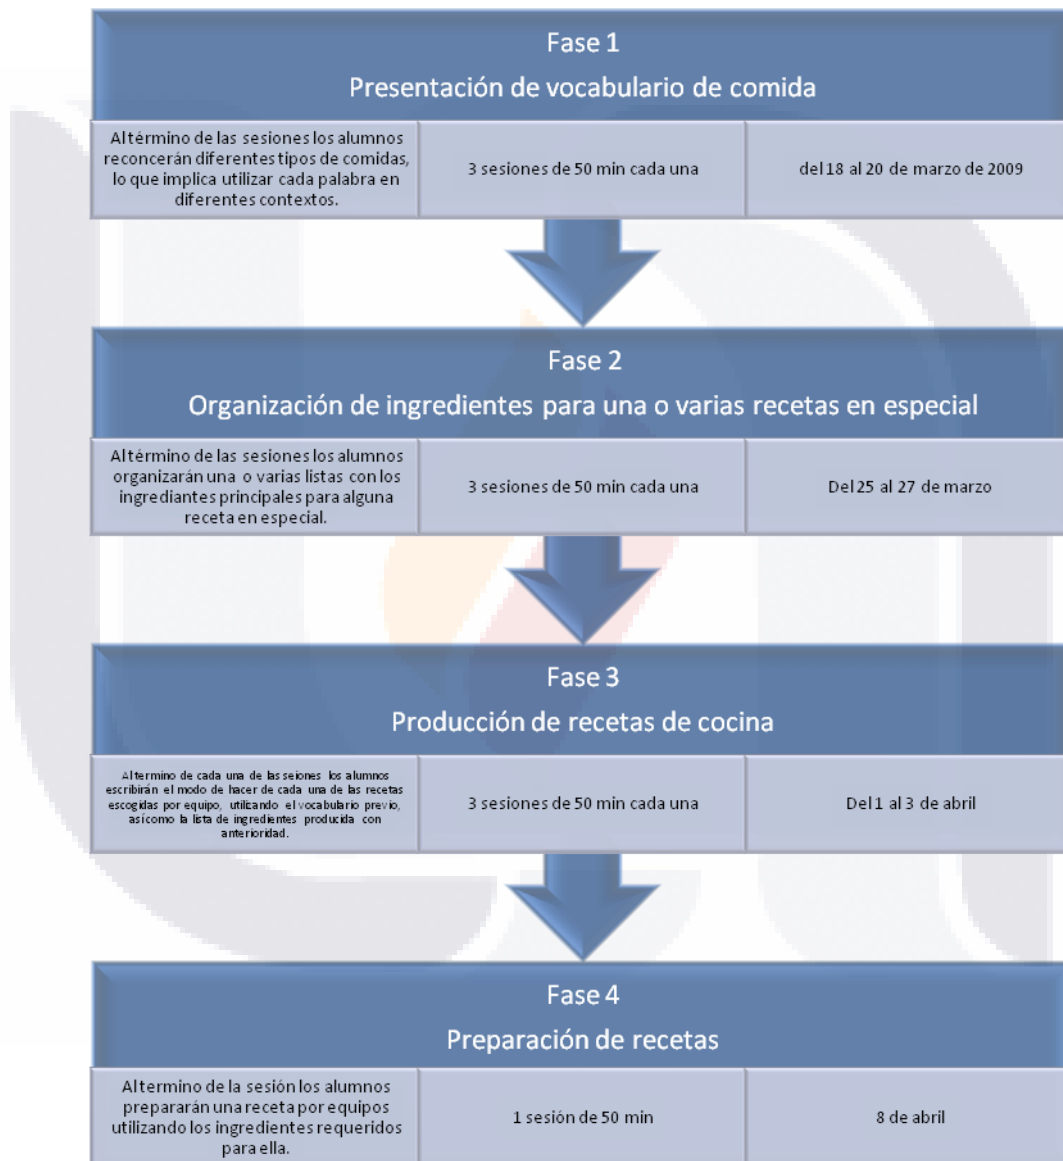 Fase 1
Presentación de vocabulario de comida
Al término de las sesiones los alumnos
reconcerán diferentes tipos de comidas,
lo que implica utilizar cada palabra en
diferentes contextos.
3 sesiones de 50 min cada una
del 18 al 20 de marzo de 2009
Fase 2
Organización de ingredientes para una o varias recetas en especial
Al término de las sesiones los alumnos
organizarán una o varias listas con los
ingrediantes principales para alguna
receta en especial.
3 sesiones de 50 min cada una
Del 25 al 27 de marzo
Fase 3
Producción de recetas de cocina
Al termino de cada una de las seiones los alumnos
escribirán el modo de hacer de cada una de las recetas
escogidas por equipo, utilizando el vocabulario previo,
así como la lista de ingredientes producida con
anterioridad.
3 sesiones de 50 min cada una
Del 1 al 3 de abril
Fase 4
Preparación de recetas
Al termino de la sesión los alumnos
prepararán una receta por equipos
utilizando los ingredientes requeridos
para ella.
1 sesión de 50 min
8 de abril